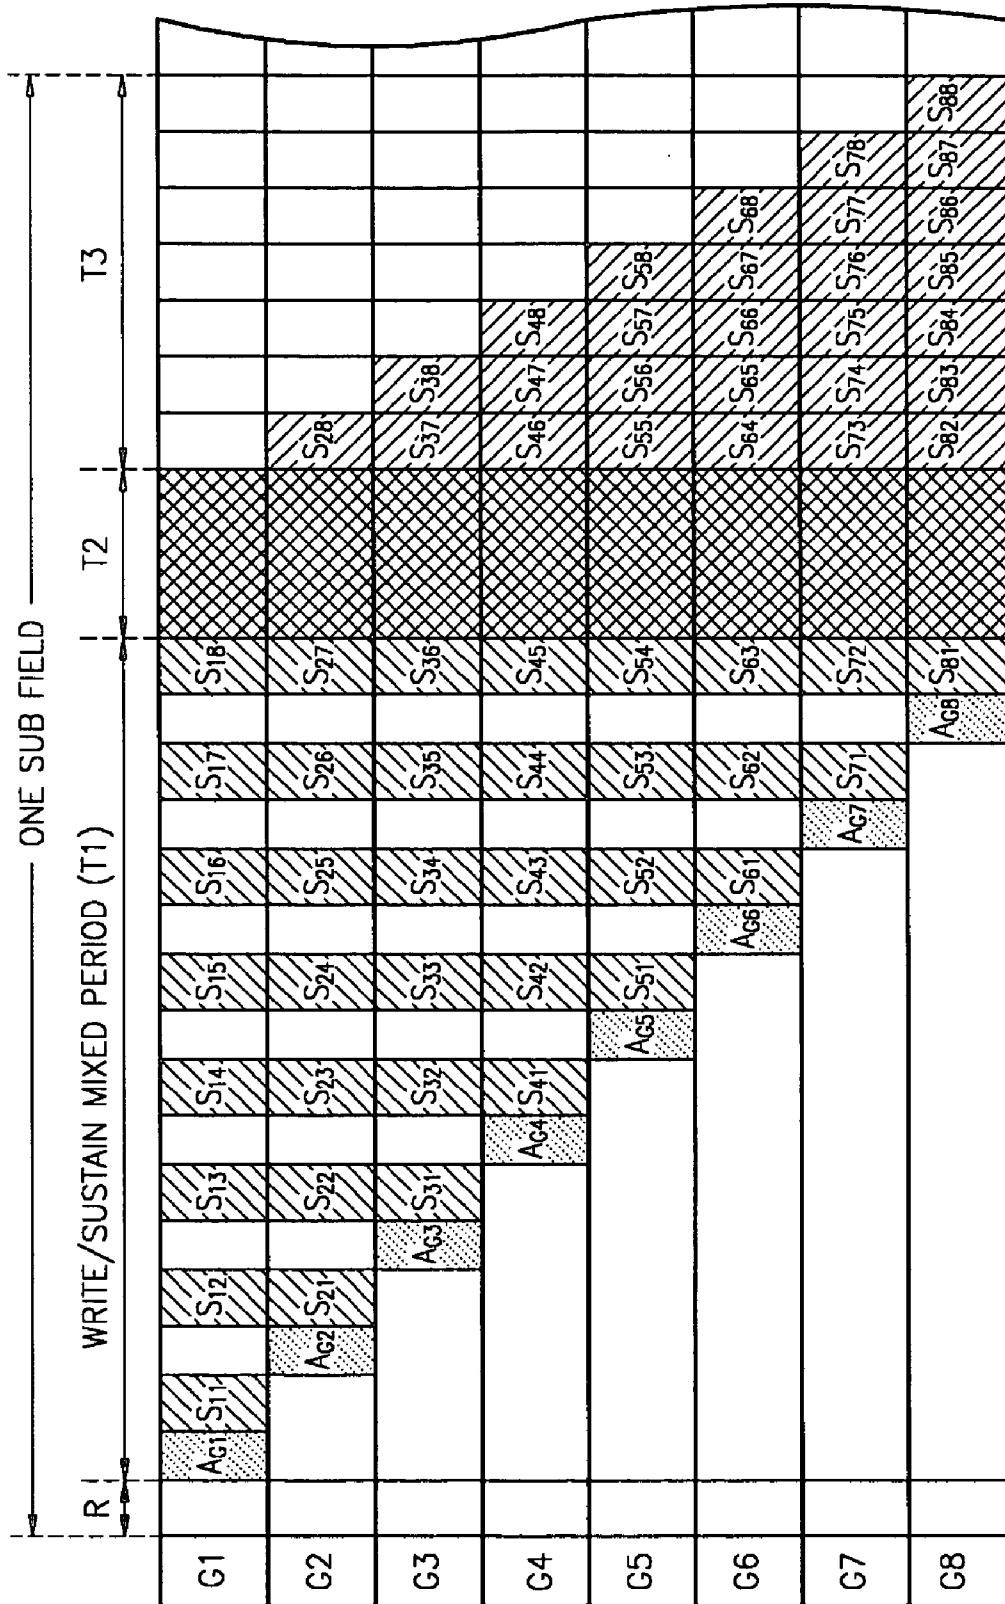 ONE SUB FIELD
R
WRITE/SUSTAIN MIXED PERIOD (T1)
T2
T3
G1 AG1 S11 S12 S13 S14 S15 S16 S17 S18
G2 AG2 S21 S22 S23 S24 S25 S26 S27 S28
G3 AG3 S31 S32 S33 S34 S35 S36 S37 S38
G4 AG4 S41 S42 S43 S44 S45 S46 S47 S48
G5 AG5 S51 S52 S53 S54 S55 S56 S57 S58
G6 AG6 S61 S62 S63 S64 S65 S66 S67 S68
G7 AG7 S71 S72 S73 S74 S75 S76 S77 S78
G8 AG8 S81 S82 S83 S84 S85 S86 S87 S88